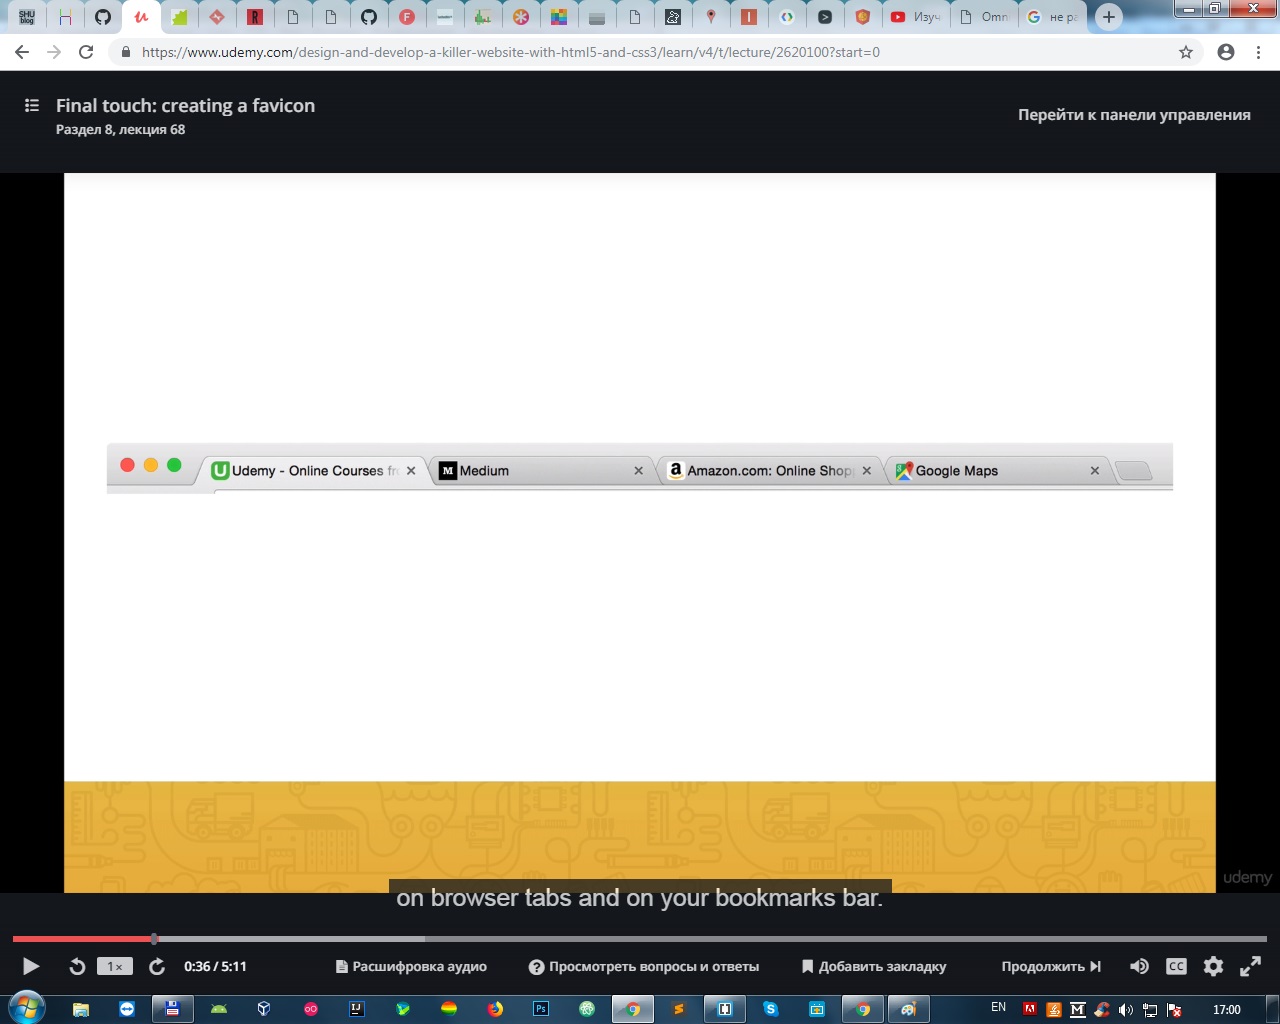 SHU
blog
Изуч
Omn
не ра
https://www.udemy.com/design-and-develop-a-killer-website-with-html5-and-css3/learn/v4/t/lecture/2620100?start=0
Final touch: creating a favicon
Раздел 8, лекция 68
Перейти к панели управления
Udemy - Online Courses fr
Medium
Amazon.com: Online Shop
Google Maps
udemy
on browser tabs and on your bookmarks bar.
1×
0:36 / 5:11
Расшифровка аудио
Просмотреть вопросы и ответы
Добавить закладку
Продолжить
CC
EN
17:00